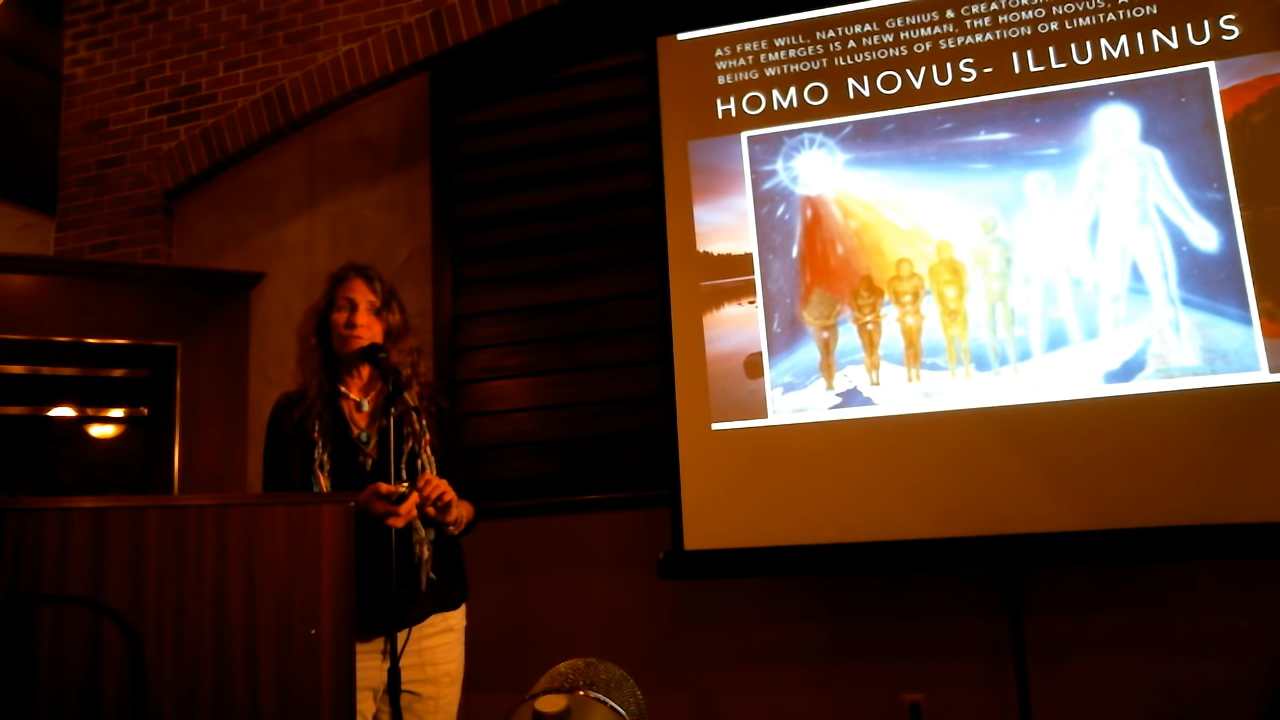 AS FREE WILL, NATURAL GENIUS & CREATORSH
WHAT EMERGES IS A NEW HUMAN, THE HOMO NOVUS, A
BEING WITHOUT ILLUSIONS OF SEPARATION OR LIMITATION
HOMO NOVUS- ILLUMINUS